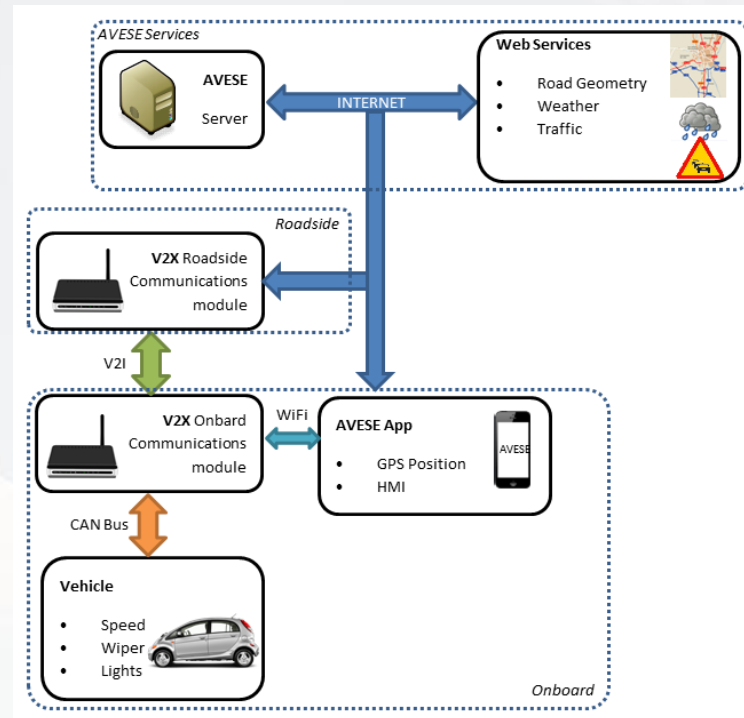 AVESE Services
AVESE
Server
INTERNET
Web Services
• Road Geometry
• Weather
• Traffic
Roadside
V2X Roadside
Communications
module
V2I
V2X Onbard
Communications
module
WiFi
AVESE App
• GPS Position
• HMI
AVESE
CAN Bus
Vehicle
• Speed
• Wiper
• Lights
Onboard